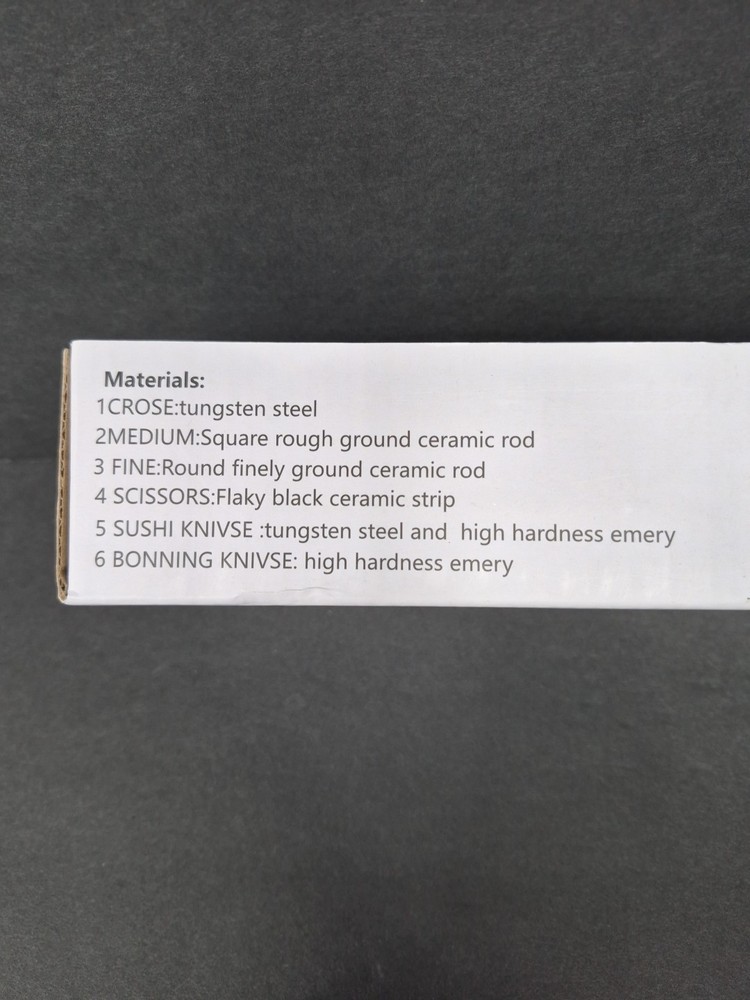 Materials:
1CROSE:tungsten steel
2MEDIUM:Square rough ground ceramic rod
3 FINE:Round finely ground ceramic rod
4 SCISSORS:Flaky black ceramic strip
5 SUSHI KNIVSE :tungsten steel and high hardness emery
6 BONNING KNIVSE: high hardness emery